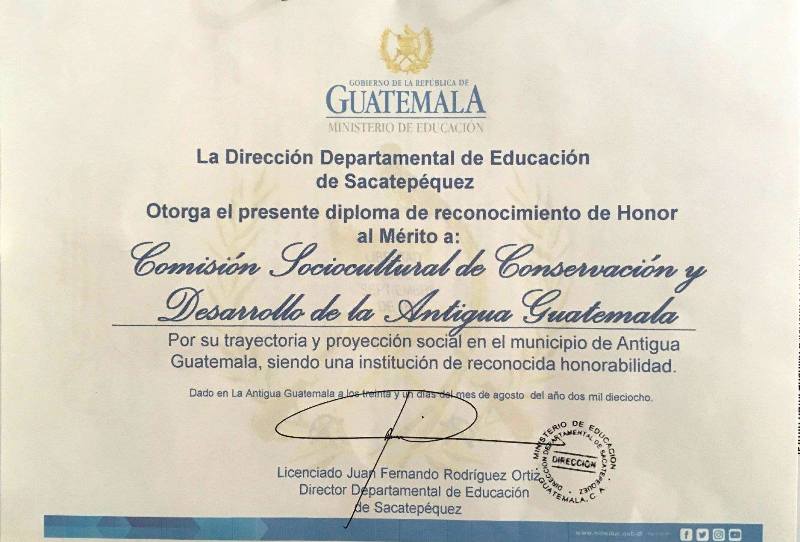 GOBIERNO DE LA REPÚBLICA DE
GUATEMALA
MINISTERIO DE EDUCACIÓN
La Dirección Departamental de Educación
de Sacatepéquez
Otorga el presente diploma de reconocimiento de Honor
al Mérito a:
Comisión Sociocultural de Conservación y
Desarrollo de la Antigua Guatemala
Por su trayectoria y proyección social en el municipio de Antigua
Guatemala, siendo una institución de reconocida honorabilidad.
Dado en La Antigua Guatemala a los treinta y un días del mes de agosto del año dos mil dieciocho.
MINISTERIO DE EDUCACIÓN
DIRECCIÓN DEPARTAMENTAL DE SACATEPÉQUEZ
DIRECCIÓN
GUATEMALA, C. A.
Licenciado Juan Fernando Rodríguez Ortiz
Director Departamental de Educación
de Sacatepéquez